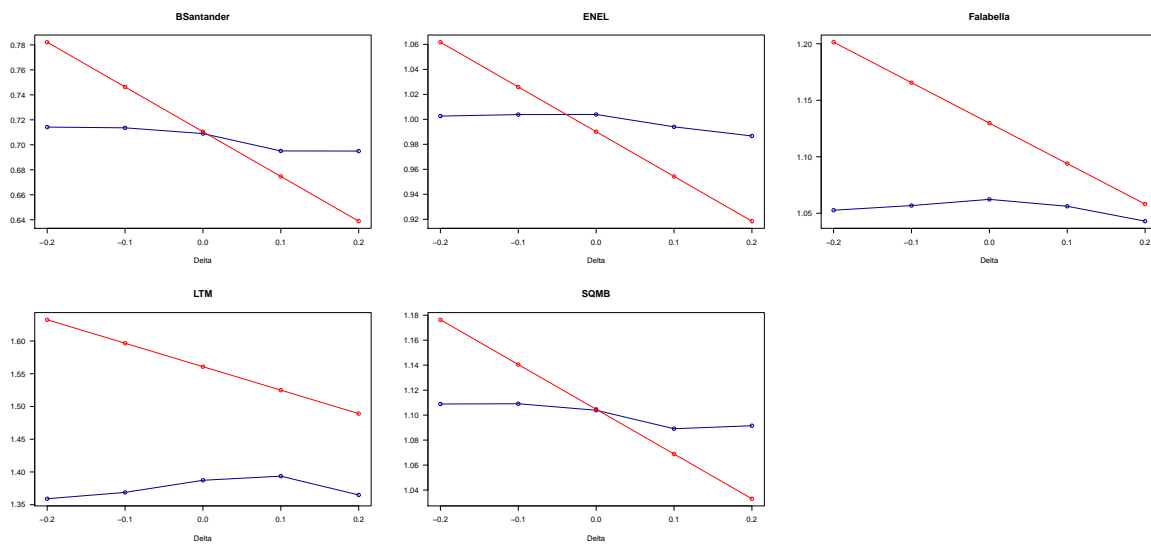 BSantander
0.78
0.76
0.74
0.72
0.70
0.68
0.66
0.64
−0.2 −0.1 0.0 0.1 0.2
Delta
ENEL
1.06
1.04
1.02
1.00
0.98
0.96
0.94
0.92
−0.2 −0.1 0.0 0.1 0.2
Delta
Falabella
1.20
1.15
1.10
1.05
−0.2 −0.1 0.0 0.1 0.2
Delta
LTM
1.60
1.55
1.50
1.45
1.40
1.35
−0.2 −0.1 0.0 0.1 0.2
Delta
SQMB
1.18
1.16
1.14
1.12
1.10
1.08
1.06
1.04
−0.2 −0.1 0.0 0.1 0.2
Delta